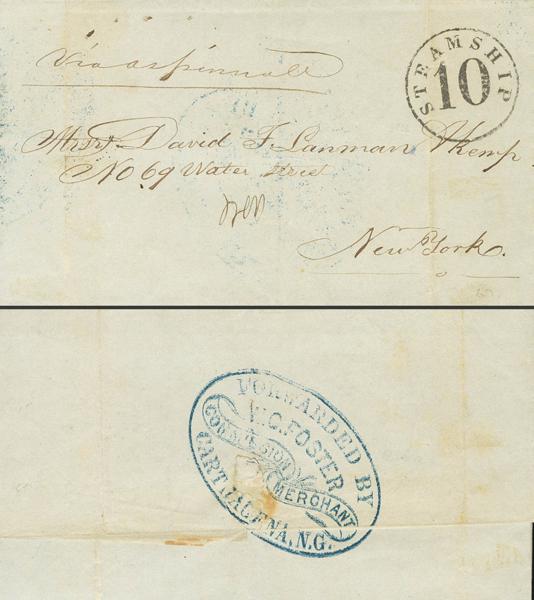 Via aspinnall
STEAMSHIP
10
Messrs David F. Lanman & Kemp
No 69 Water street
New York.
FORWARDED BY
W.C. FOSTER
COMMISSION
MERCHANT
CARTHAGENA, N.G.